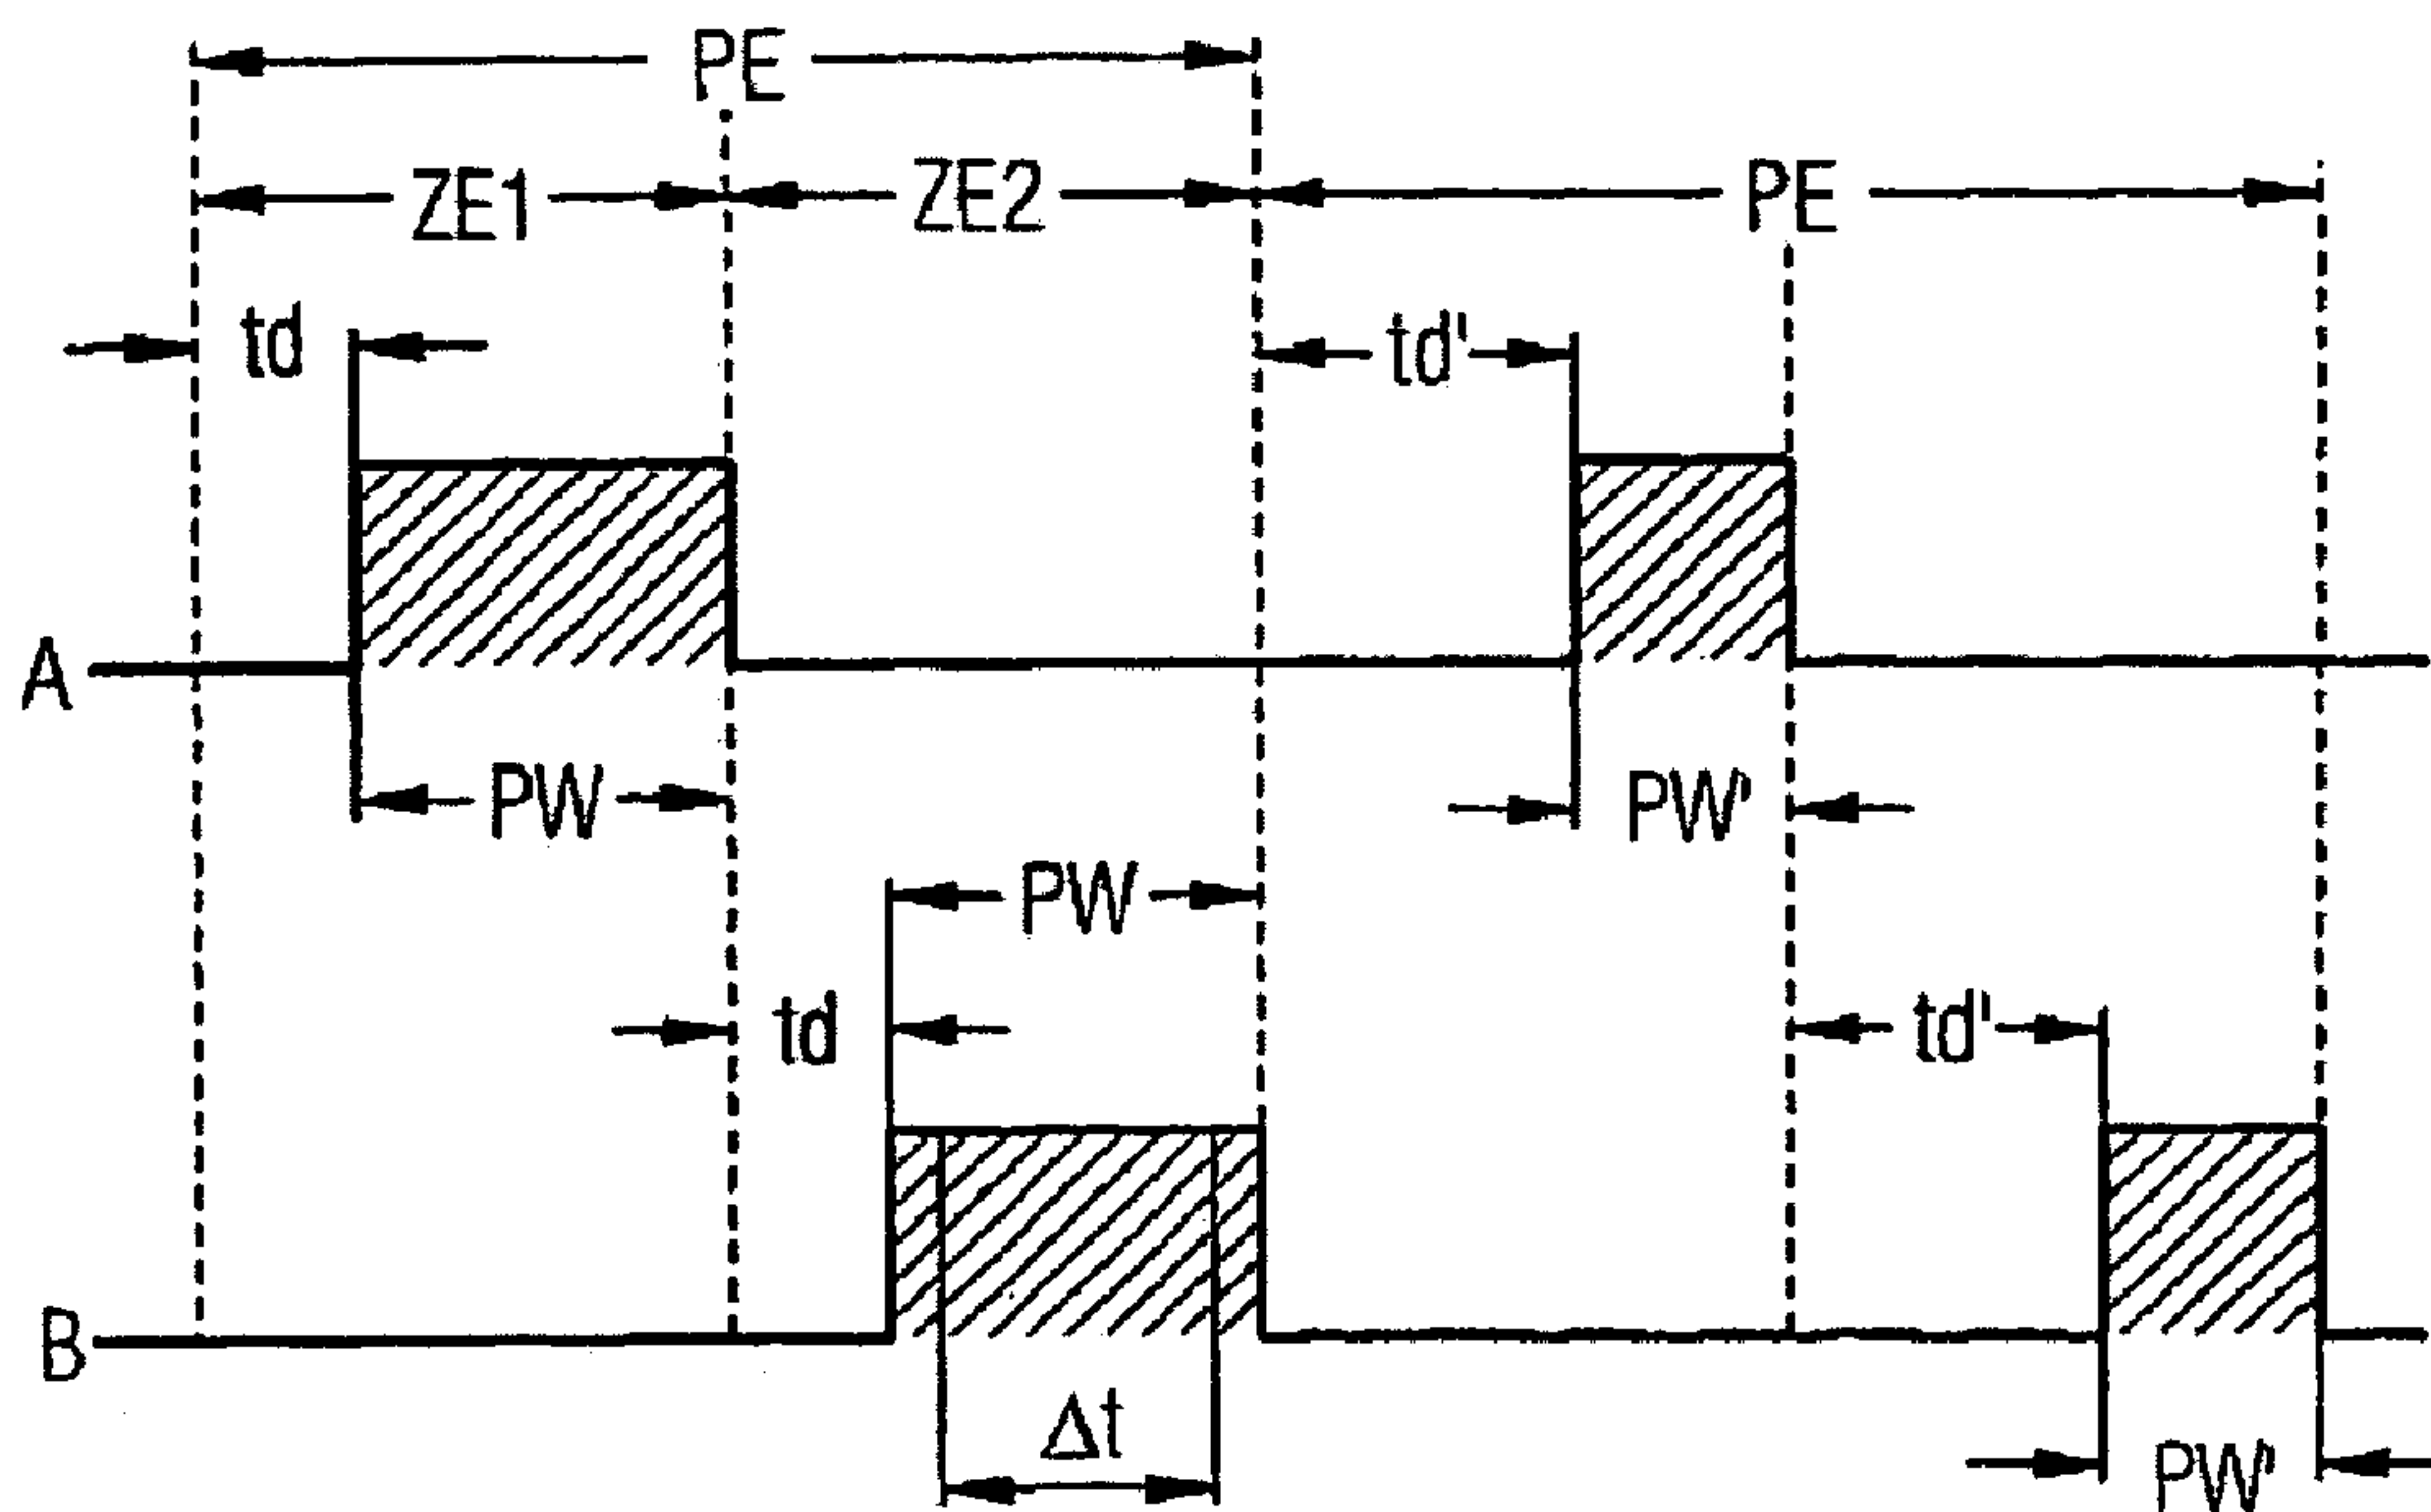 PE
ZE1 ZE2 PE
td td'
A
PW PW'
PW
td td'
B
Δt
PW'